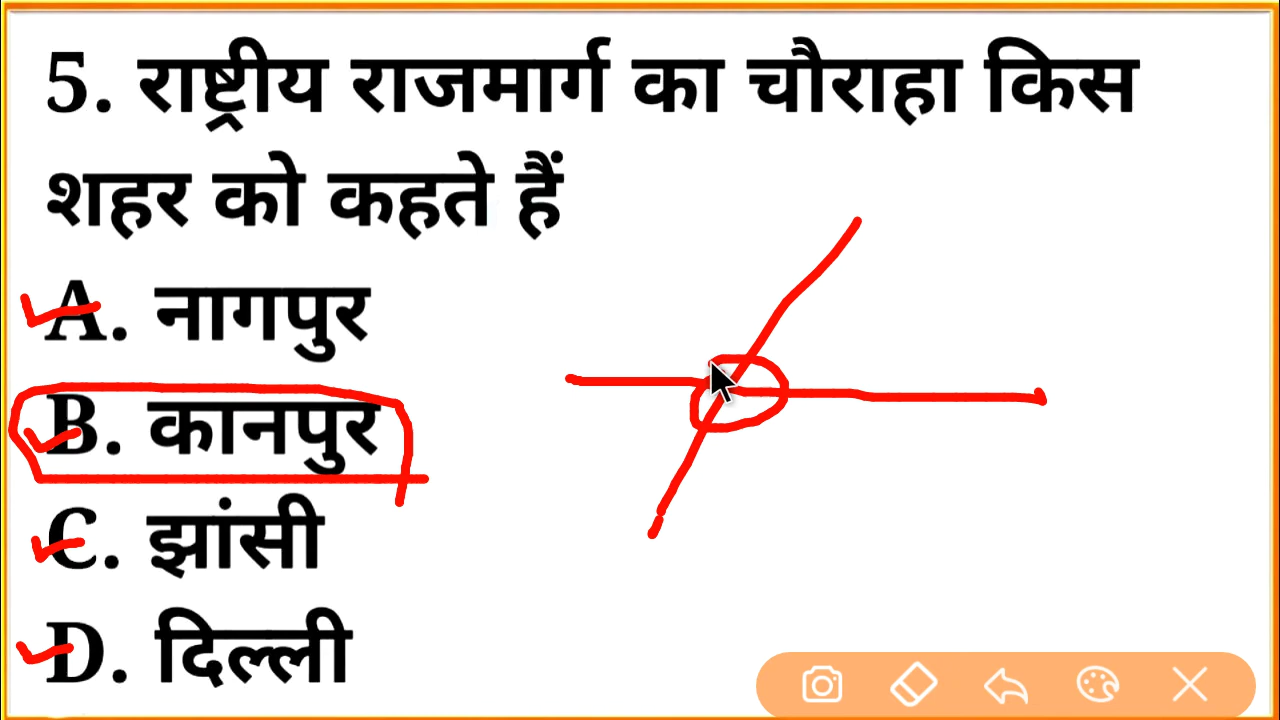 5. राष्ट्रीय राजमार्ग का चौराहा किस
शहर को कहते हैं
A. नागपुर
B. कानपुर
C. झांसी
D. दिल्ली